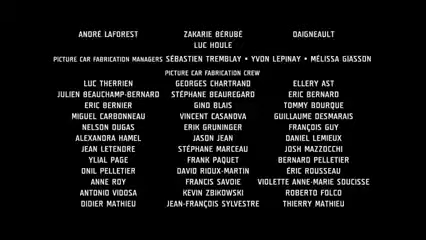 ANDRÉ LAFOREST ZAKARIE BÉRUBÉ DAIGNEAULT
LUC HOULE
PICTURE CAR FABRICATION MANAGERS SÉBASTIEN TREMBLAY • YVON LEPINAY • MÉLISSA GIASSON
PICTURE CAR FABRICATION CREW
LUC THERRIEN GEORGES CHARTRAND ELLERY AST
JULIEN BEAUCHAMP-BERNARD STÉPHANE BEAUREGARD ERIC BERNARD
ERIC BERNIER GINO BLAIS TOMMY BOURQUE
MIGUEL CARBONNEAU VINCENT CASANOVA GUILLAUME DESMARAIS
NELSON DUGAS ERIK GRUNINGER FRANÇOIS GUY
ALEXANDRA HAMEL JASON JEAN DANIEL LEMIEUX
JEAN LETENDRE STÉPHANE MARCEAU JOSH MAZZOCCHI
YLIAL PAGE FRANK PAQUET BERNARD PELLETIER
ONIL PELLETIER DAVID RIOUX-MARTIN ÉRIC ROUSSEAU
ANNE ROY FRANCIS SAVOIE VIOLETTE ANNE-MARIE SOUCISSE
ANTONIO VIDOSA KEVIN ZBIKOWSKI ROBERTO FOLCO
DIDIER MATHIEU JEAN-FRANÇOIS SYLVESTRE THIERRY MATHIEU